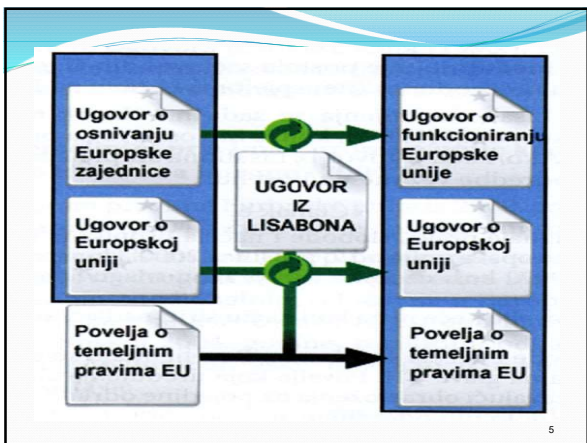 Ugovor o
osnivanju
Europske
zajednice
Ugovor o
Europskoj
uniji
Povelja o
temeljnim
pravima EU
UGOVOR
IZ
LISABONA
Ugovor o
funkcioniranju
Europske
unije
Ugovor o
Europskoj
uniji
Povelja o
temeljnim
pravima EU
5